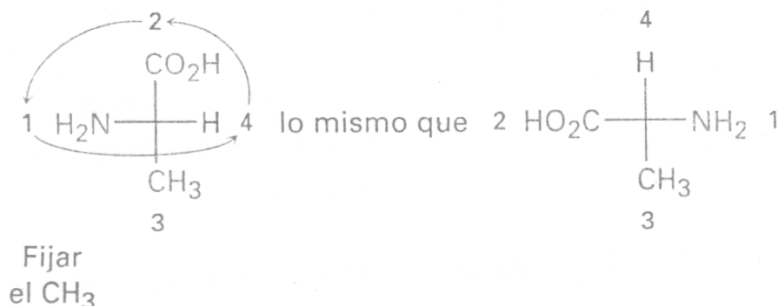 2
CO₂H
1 H₂N H 4 lo mismo que
CH₃
3
Fijar
el CH₃
4
H
2 HO₂C NH₂ 1
CH₃
3